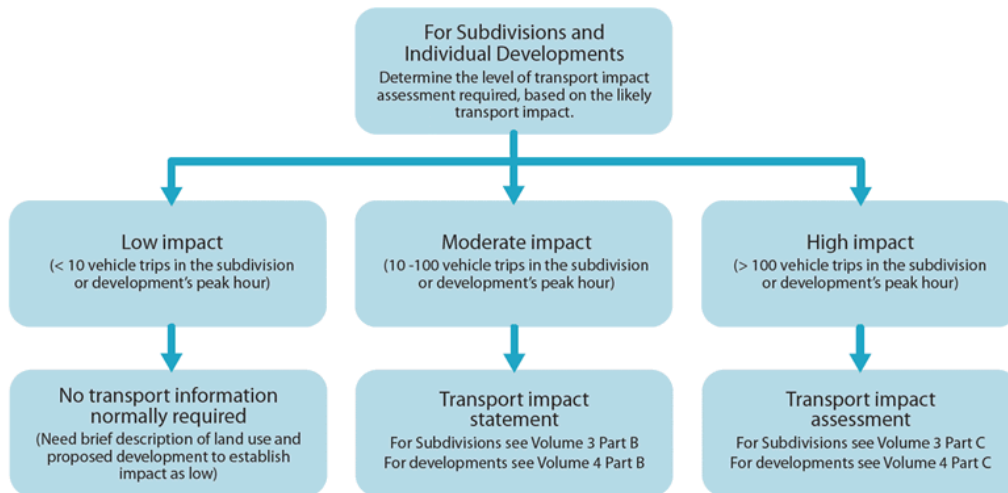 For Subdivisions and
Individual Developments
Determine the level of transport impact
assessment required, based on the likely
transport impact.
Low impact
(< 10 vehicle trips in the subdivision
or development's peak hour)
Moderate impact
(10 -100 vehicle trips in the subdivision
or development's peak hour)
High impact
(> 100 vehicle trips in the subdivision
or development's peak hour)
No transport information
normally required
(Need brief description of land use and
proposed development to establish
impact as low)
Transport impact
statement
For Subdivisions see Volume 3 Part B
For developments see Volume 4 Part B
Transport impact
assessment
For Subdivisions see Volume 3 Part C
For developments see Volume 4 Part C